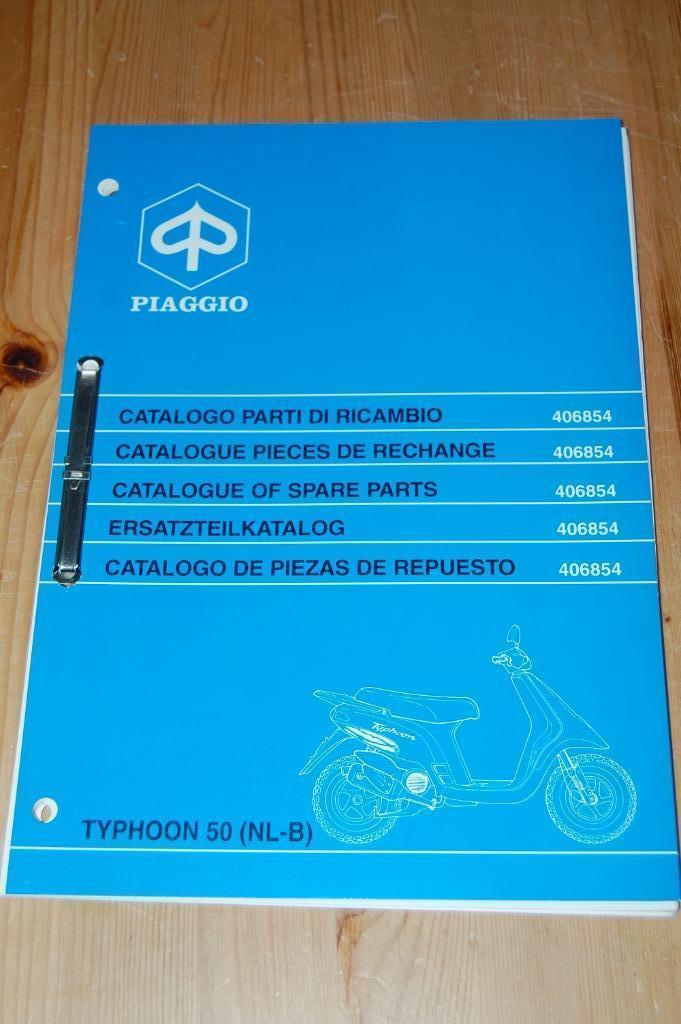 PIAGGIO
CATALOGO PARTI DI RICAMBIO 406854
CATALOGUE PIECES DE RECHANGE 406854
CATALOGUE OF SPARE PARTS 406854
ERSATZTEILKATALOG 406854
CATALOGO DE PIEZAS DE REPUESTO 406854
Typhoon
TYPHOON 50 (NL-B)